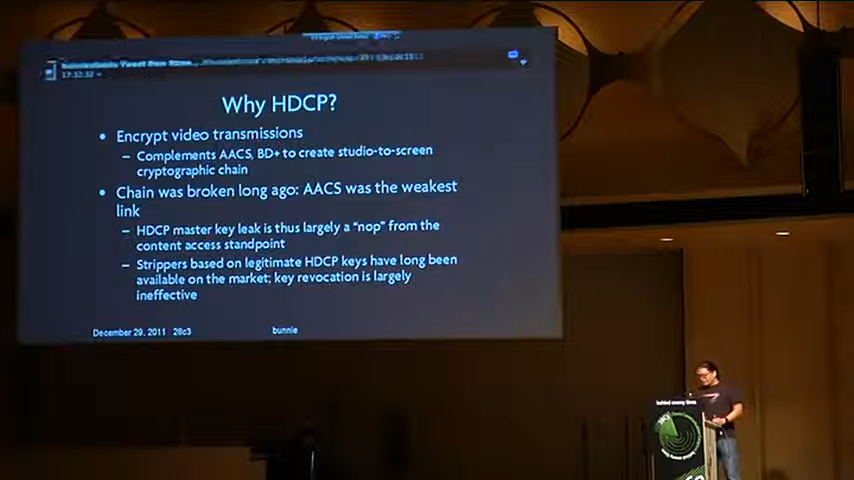 Why HDCP?
• Encrypt video transmissions
– Complements AACS, BD+ to create studio-to-screen
cryptographic chain
• Chain was broken long ago: AACS was the weakest
link
– HDCP master key leak is thus largely a “nop” from the
content access standpoint
– Strippers based on legitimate HDCP keys have long been
available on the market; key revocation is largely
ineffective
December 29, 2011 28c3
bunnie
behind enemy lines